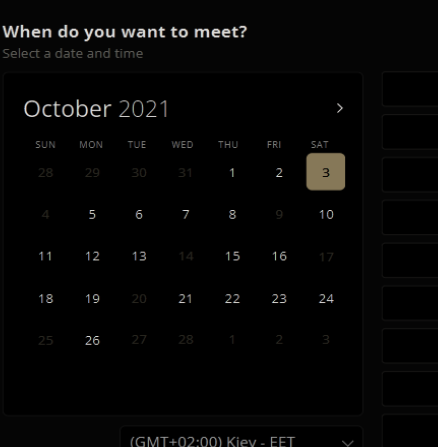 When do you want to meet?
Select a date and time
October 2021 >
SUN MON TUE WED THU FRI SAT
28 29 30 31 1 2 3
4 5 6 7 8 9 10
11 12 13 14 15 16 17
18 19 20 21 22 23 24
25 26 27 28 1 2 3
(GMT+02:00) Kiev - EET